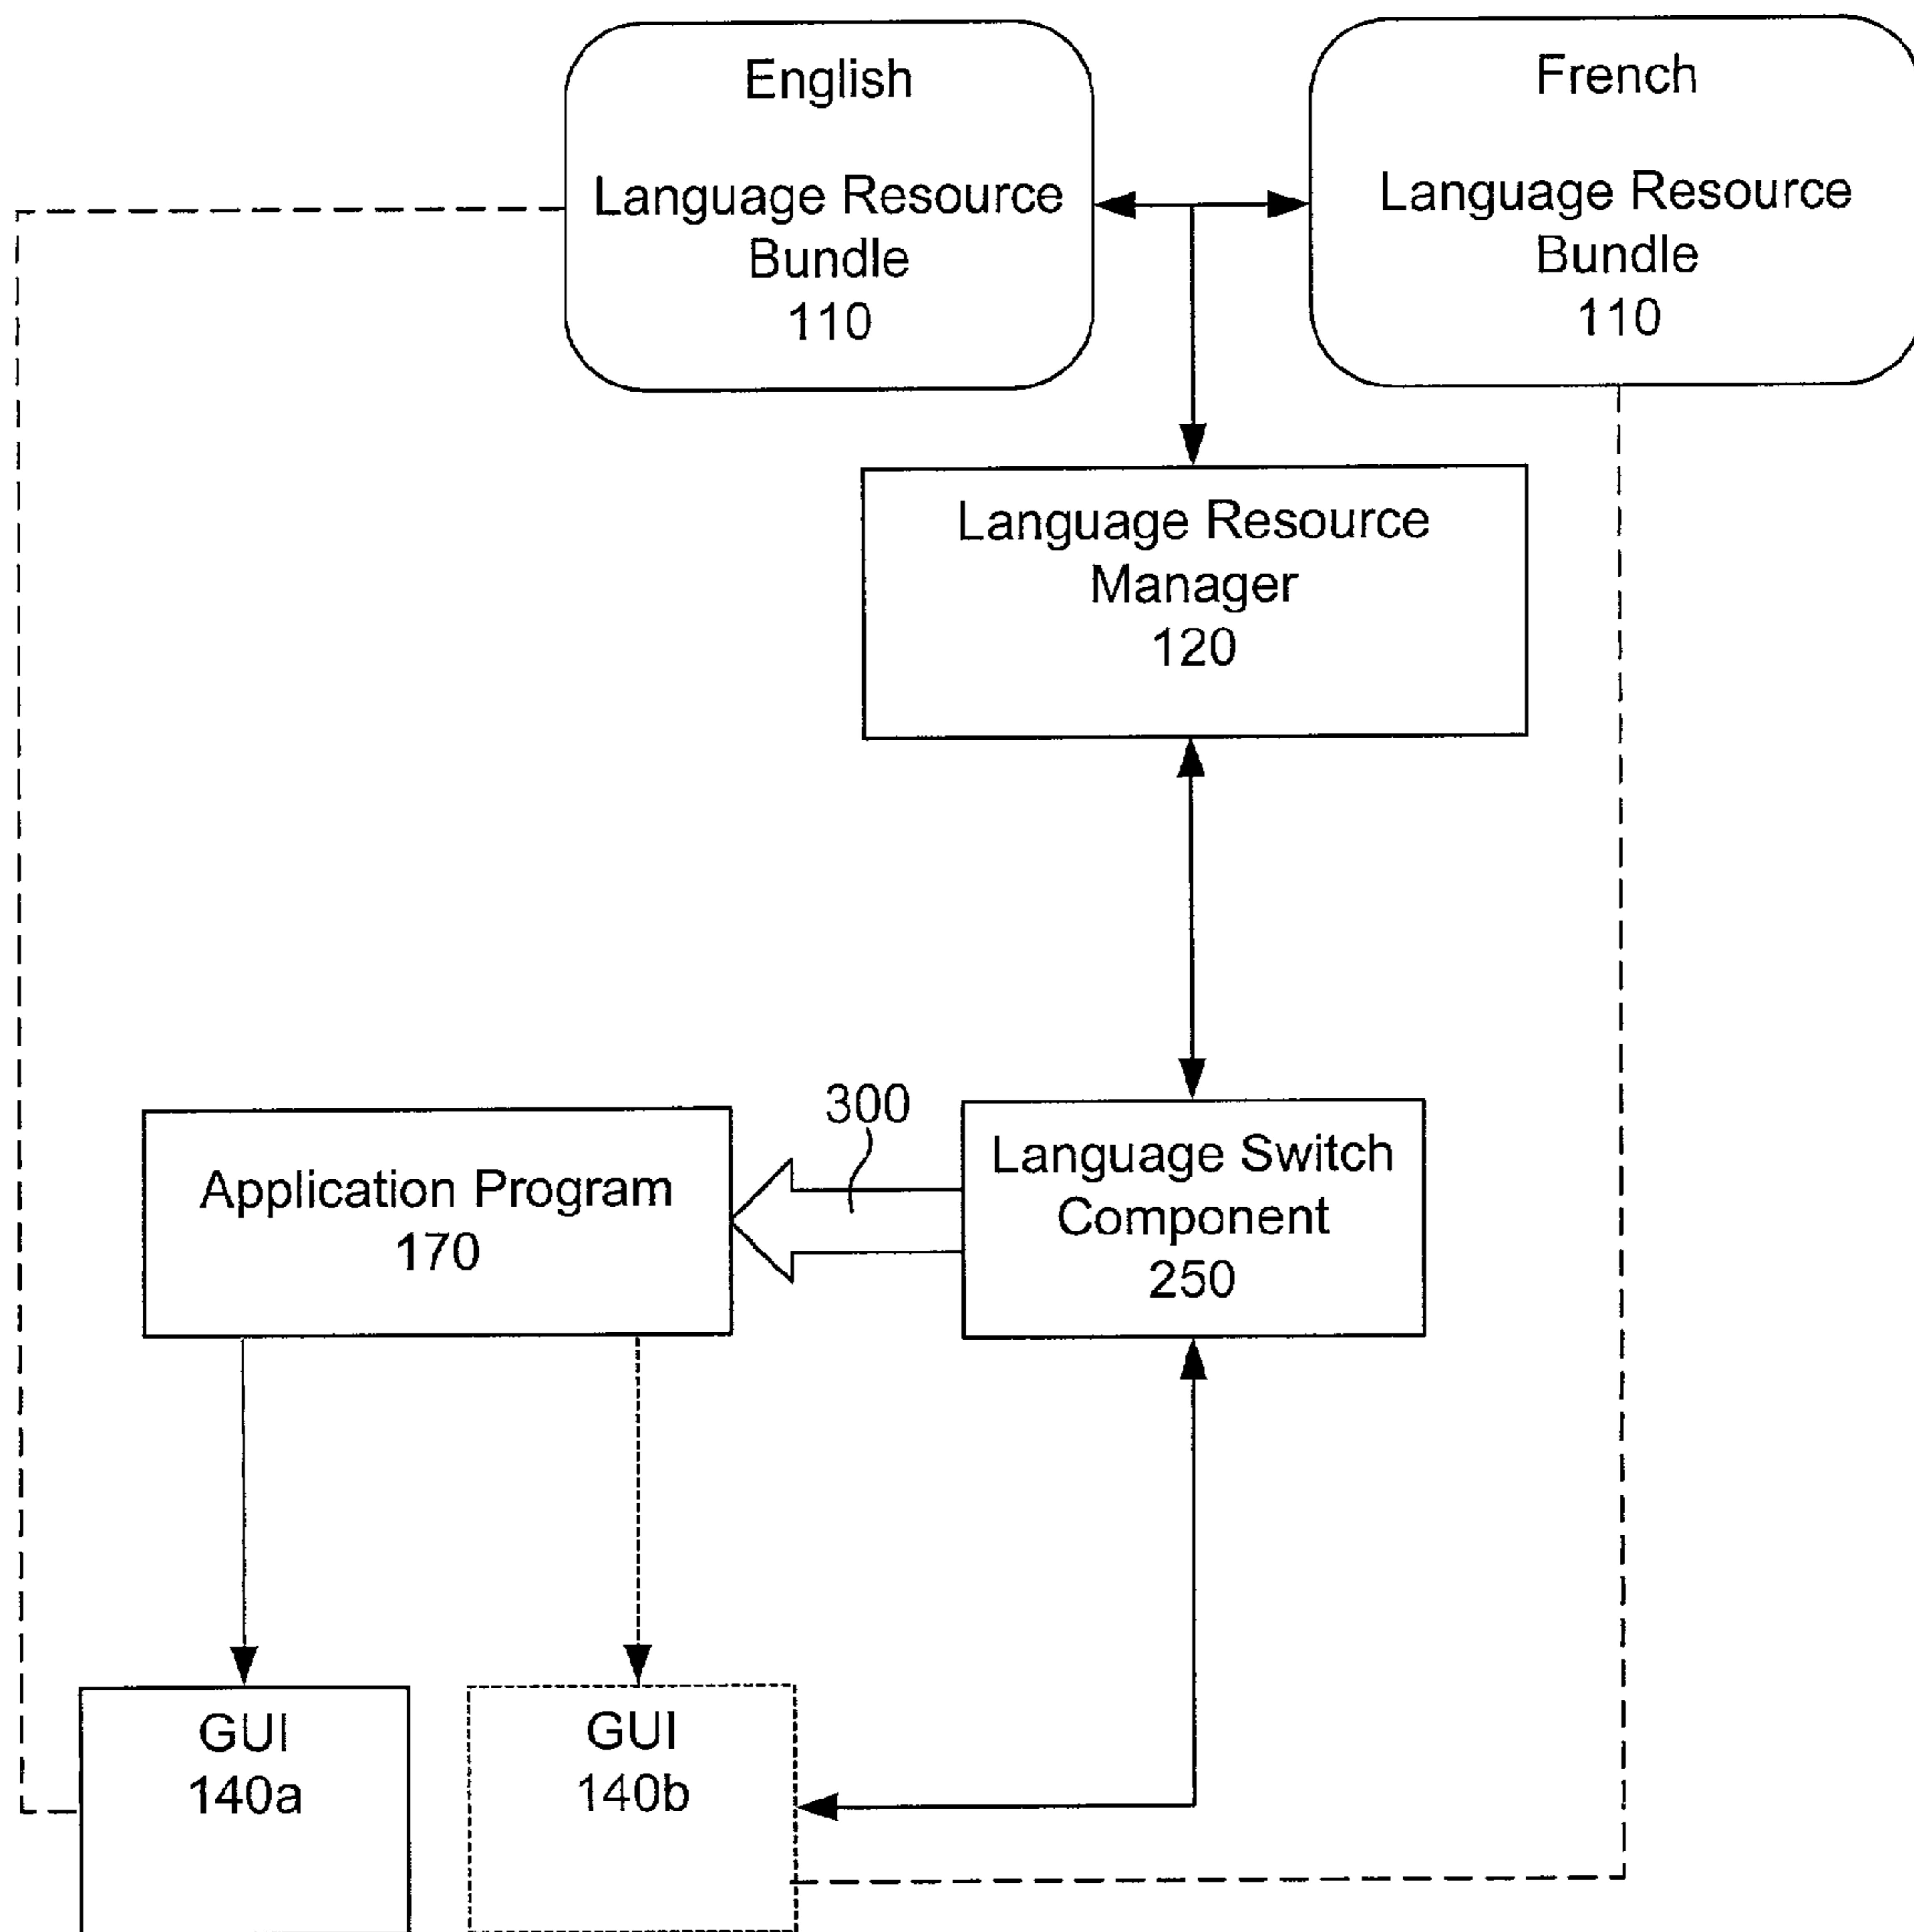 English
Language Resource
Bundle
110
French
Language Resource
Bundle
110
Language Resource
Manager
120
300
Application Program
170
Language Switch
Component
250
GUI
140a
GUI
140b